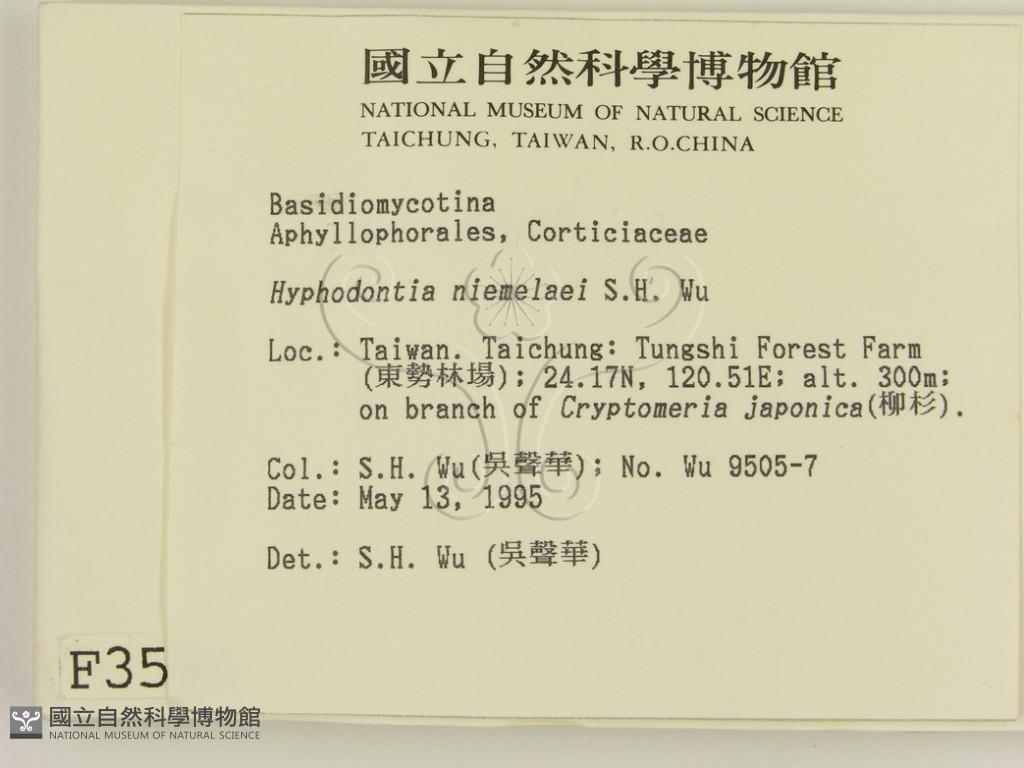 國立自然科學博物館
NATIONAL MUSEUM OF NATURAL SCIENCE
TAICHUNG, TAIWAN, R.O.CHINA
Basidiomycotina
Aphyllophorales, Corticiaceae
Hyphodontia niemelaei S.H. Wu
Loc.: Taiwan. Taichung: Tungshi Forest Farm
(東勢林場); 24.17N, 120.51E; alt. 300m;
on branch of Cryptomeria japonica(柳杉).
Col.: S.H. Wu(吳聲華); No. Wu 9505-7
Date: May 13, 1995
Det.: S.H. Wu (吳聲華)
F35
國立自然科學博物館
NATIONAL MUSEUM OF NATURAL SCIENCE